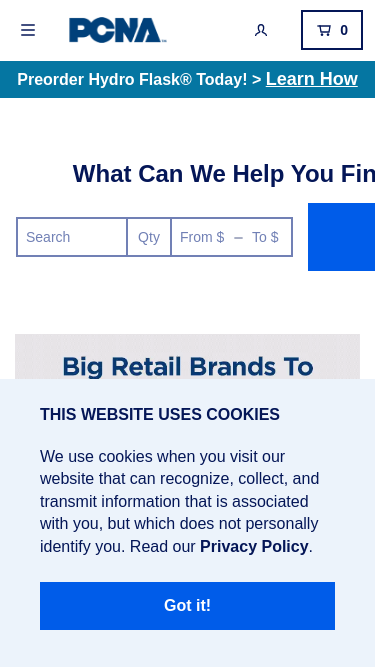 PCNA
0
Preorder Hydro Flask® Today! > Learn How
What Can We Help You Fin
Search
Qty
From $ – To $
Big Retail Brands To
THIS WEBSITE USES COOKIES
We use cookies when you visit our
website that can recognize, collect, and
transmit information that is associated
with you, but which does not personally
identify you. Read our Privacy Policy.
Got it!